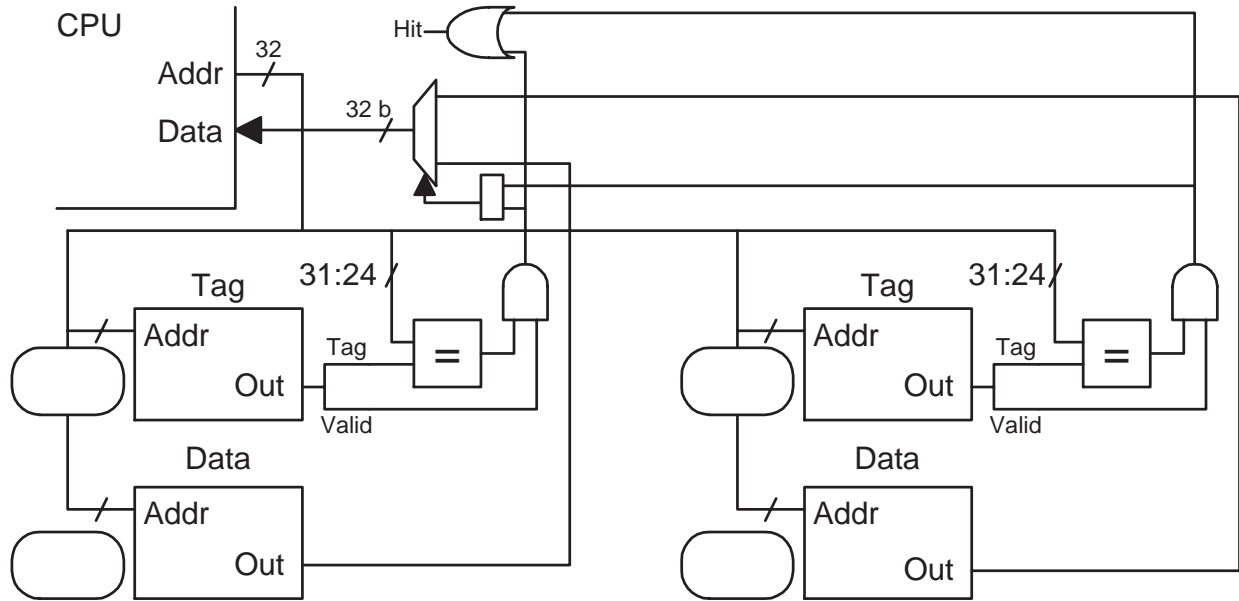 CPU
Hit
32
Addr
32 b
Data
31:24
31:24
Tag
Tag
Addr
Tag
=
Out
Valid
Addr
Tag
=
Out
Valid
Data
Data
Addr
Out
Addr
Out